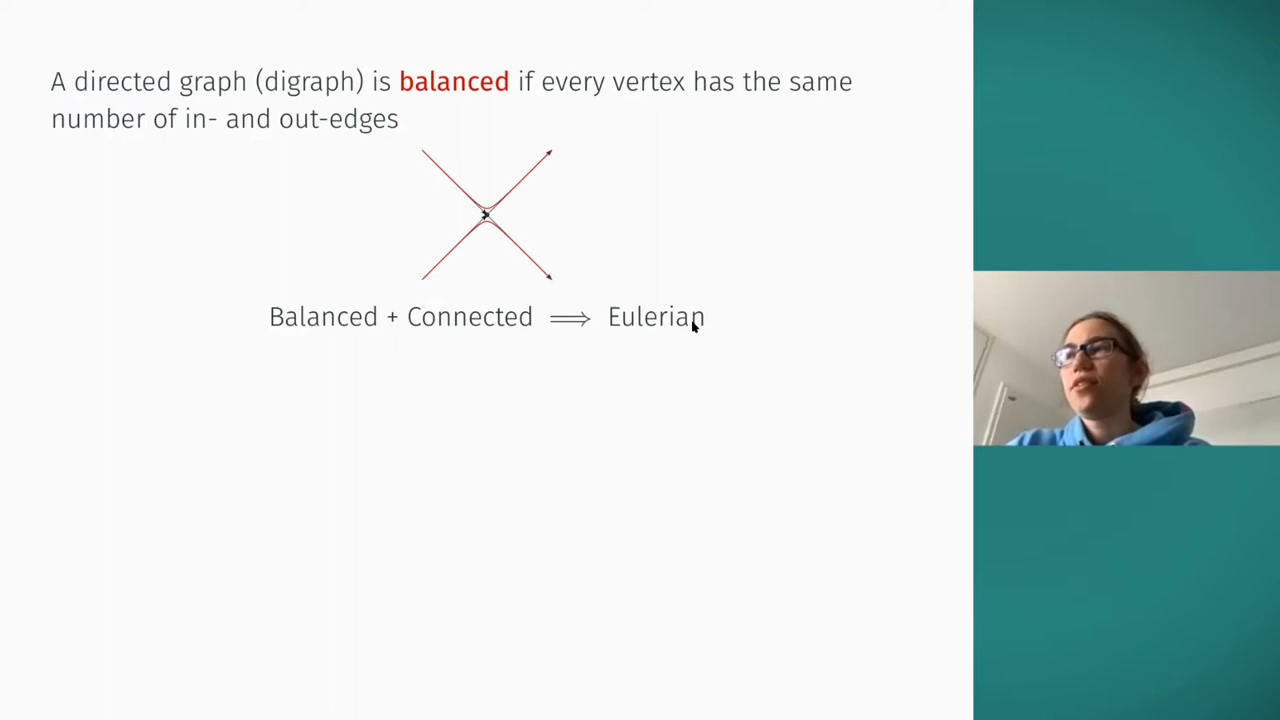 A directed graph (digraph) is balanced if every vertex has the same
number of in- and out-edges
Balanced + Connected ⟹ Eulerian